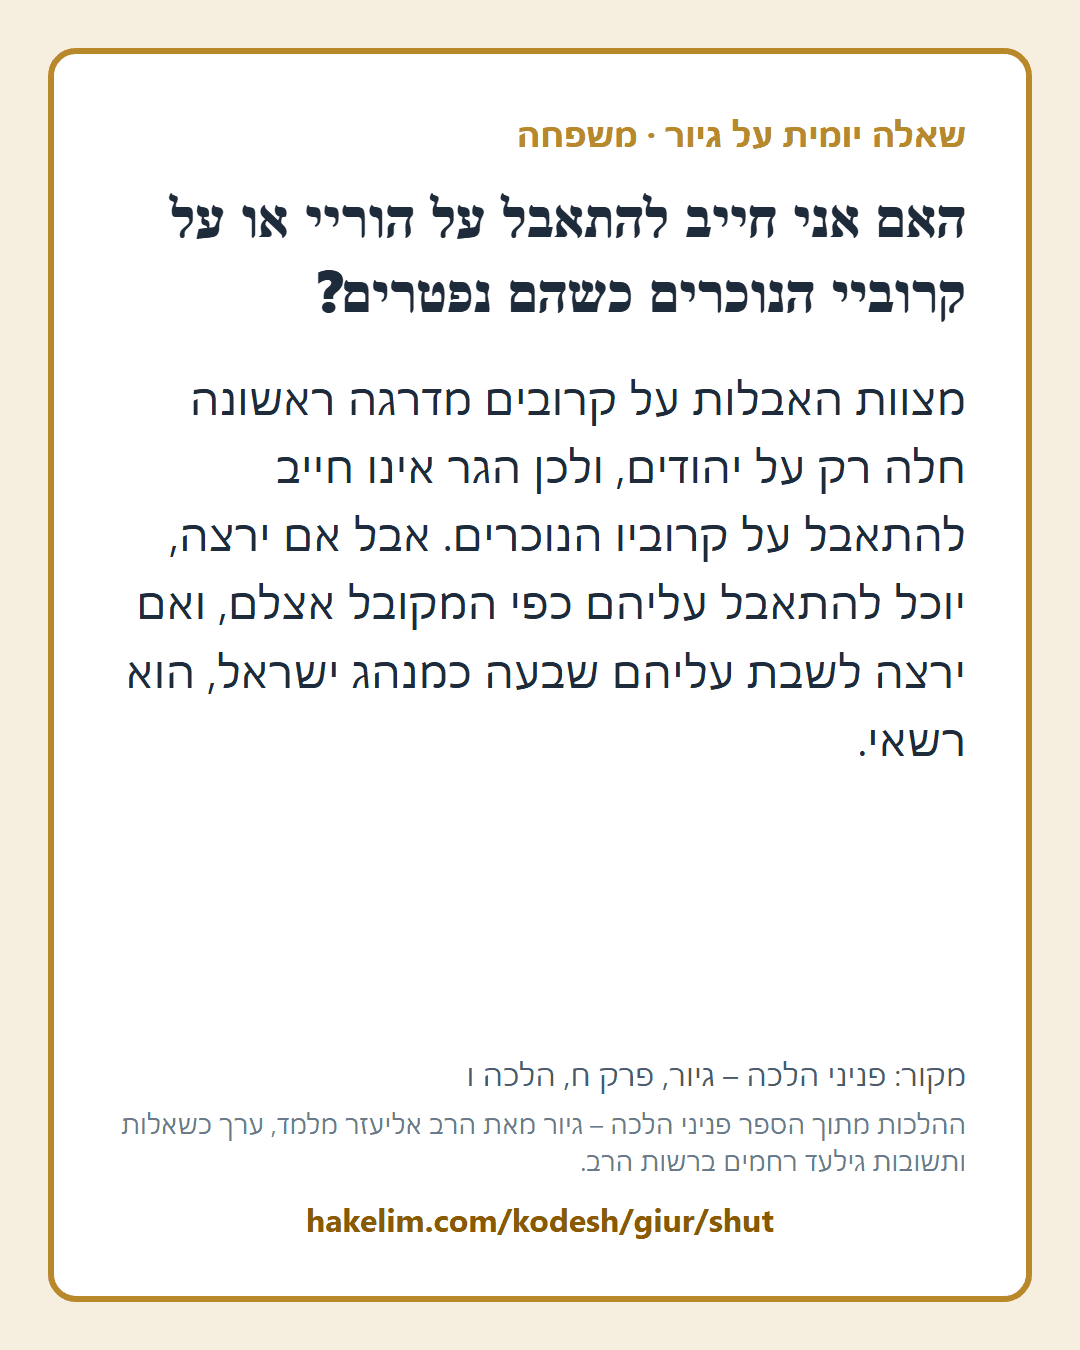 שאלה יומית על גיור · משפחה
האם אני חייב להתאבל על הוריי או על
קרוביי הנוכרים כשהם נפטרים?
מצוות האבלות על קרובים מדרגה ראשונה
חלה רק על יהודים, ולכן הגר אינו חייב
להתאבל על קרוביו הנוכרים. אבל אם ירצה,
יוכל להתאבל עליהם כפי המקובל אצלם, ואם
ירצה לשבת עליהם שבעה כמנהג ישראל, הוא
רשאי.
מקור: פניני הלכה – גיור, פרק ח, הלכה ו
ההלכות מתוך הספר פניני הלכה – גיור מאת הרב אליעזר מלמד, ערך כשאלות
ותשובות גילעד רחמים ברשות הרב.
hakelim.com/kodesh/giur/shut